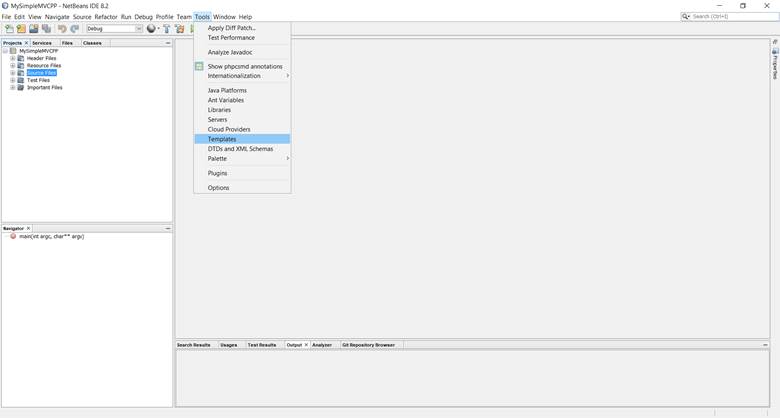 MySimpleMVCPP - NetBeans IDE 8.2
File Edit View Navigate Source Refactor Run Debug Profile Team Tools Window Help
Search (Ctrl+I)
Debug
Projects Services Files Classes
MySimpleMVCPP
Header Files
Resource Files
Source Files
Test Files
Important Files
Apply Diff Patch...
Test Performance
Analyze Javadoc
Show phpcsmd annotations
Internationalization
Java Platforms
Ant Variables
Libraries
Servers
Cloud Providers
Templates
DTDs and XML Schemas
Palette
Plugins
Options
Properties
Navigator
main(int argc, char** argv)
Search Results Usages Test Results Output Analyzer Git Repository Browser